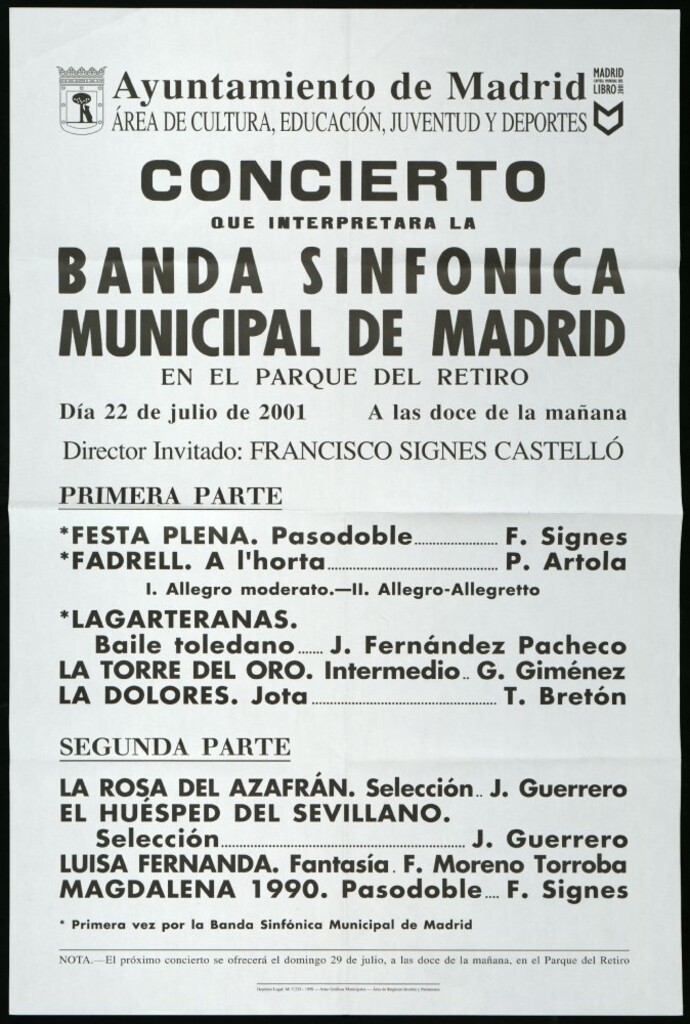 Ayuntamiento de Madrid
ÁREA DE CULTURA, EDUCACIÓN, JUVENTUD Y DEPORTES
MADRID
LIBRO
CONCIERTO
QUE INTERPRETARA LA
BANDA SINFONICA
MUNICIPAL DE MADRID
EN EL PARQUE DEL RETIRO
Día 22 de julio de 2001 A las doce de la mañana
Director Invitado: FRANCISCO SIGNES CASTELLÓ
PRIMERA PARTE
*FESTA PLENA. Pasodoble.................. F. Signes
*FADRELL. A l'horta.................................... P. Artola
I. Allegro moderato.—II. Allegro-Allegretto
*LAGARTERANAS.
Baile toledano...... J. Fernández Pacheco
LA TORRE DEL ORO. Intermedio.. G. Giménez
LA DOLORES. Jota........................................ T. Bretón
SEGUNDA PARTE
LA ROSA DEL AZAFRÁN. Selección.. J. Guerrero
EL HUÉSPED DEL SEVILLANO.
Selección..................................................... J. Guerrero
LUISA FERNANDA. Fantasía. F. Moreno Torroba
MAGDALENA 1990. Pasodoble.... F. Signes
* Primera vez por la Banda Sinfónica Municipal de Madrid
NOTA.—El próximo concierto se ofrecerá el domingo 29 de julio, a las doce de la mañana, en el Parque del Retiro